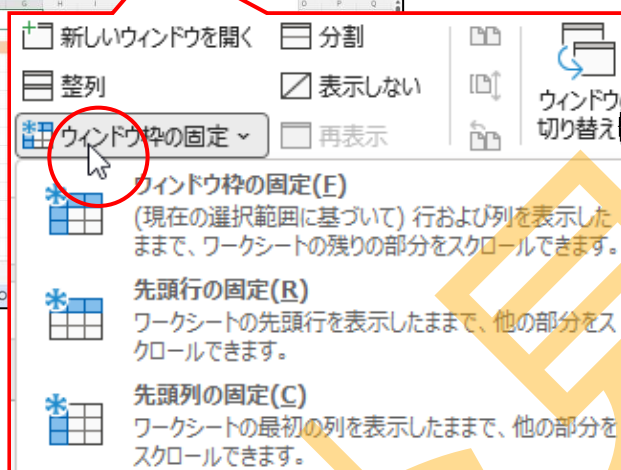 G H I O P Q
新しいウィンドウを開く 分割
整列 表示しない
ウィンドウ枠の固定 再表示
ウィンドウ
切り替え
ウィンドウ枠の固定(F)
(現在の選択範囲に基づいて) 行および列を表示した
ままで、ワークシートの残りの部分をスクロールできます。
先頭行の固定(R)
ワークシートの先頭行を表示したままで、他の部分をス
クロールできます。
先頭列の固定(C)
ワークシートの最初の列を表示したままで、他の部分を
スクロールできます。